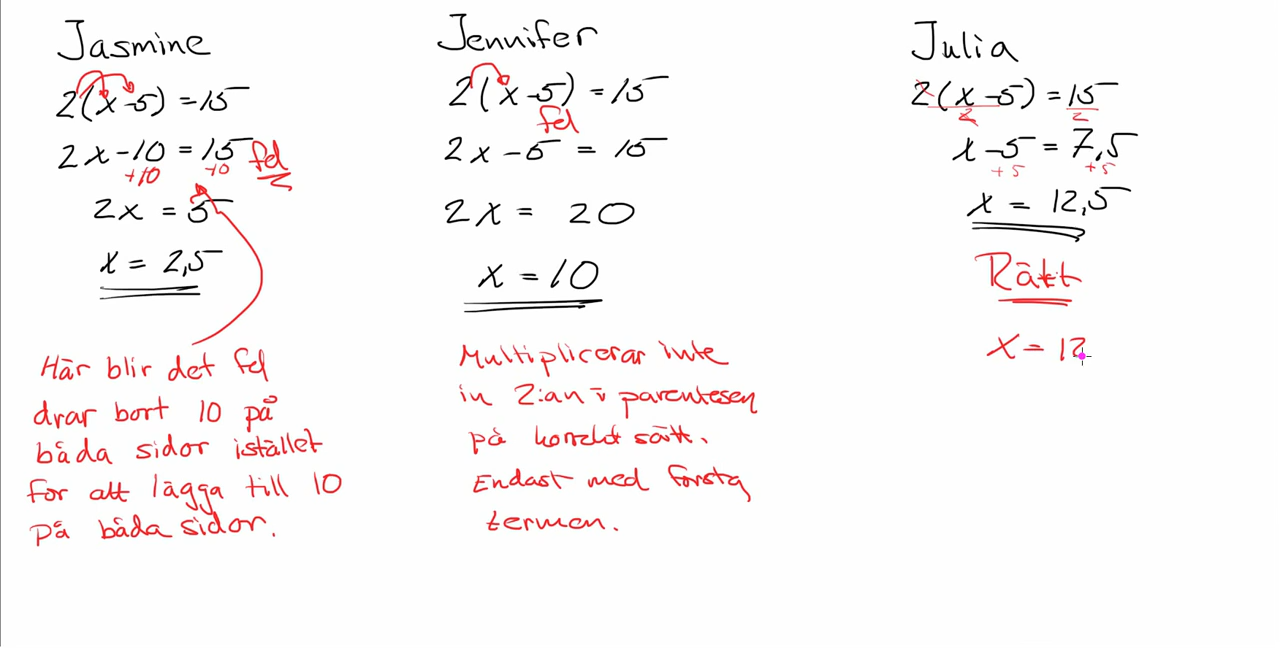 Jasmine
2(x-5) = 15
2x - 10 = 15 fel
+10 +10
2x = 5
x = 2,5
Här blir det fel
drar bort 10 på
båda sidor istället
för att lägga till 10
på båda sidor.
Jennifer
2(x-5) = 15
fel
2x - 5 = 15
2x = 20
x = 10
Multiplicerar inte
in 2:an i parentesen
på korrekt sätt.
Endast med första
termen.
Julia
2(x-5) = 15
2 2
x - 5 = 7,5
+5 +5
x = 12,5
Rätt
x = 12